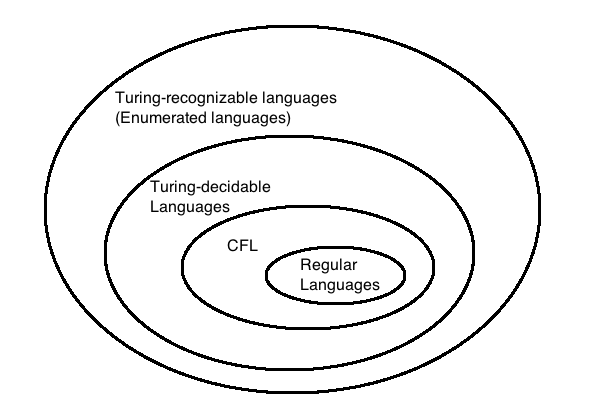 Turing-recognizable languages
(Enumerated languages)
Turing-decidable
Languages
CFL
Regular
Languages